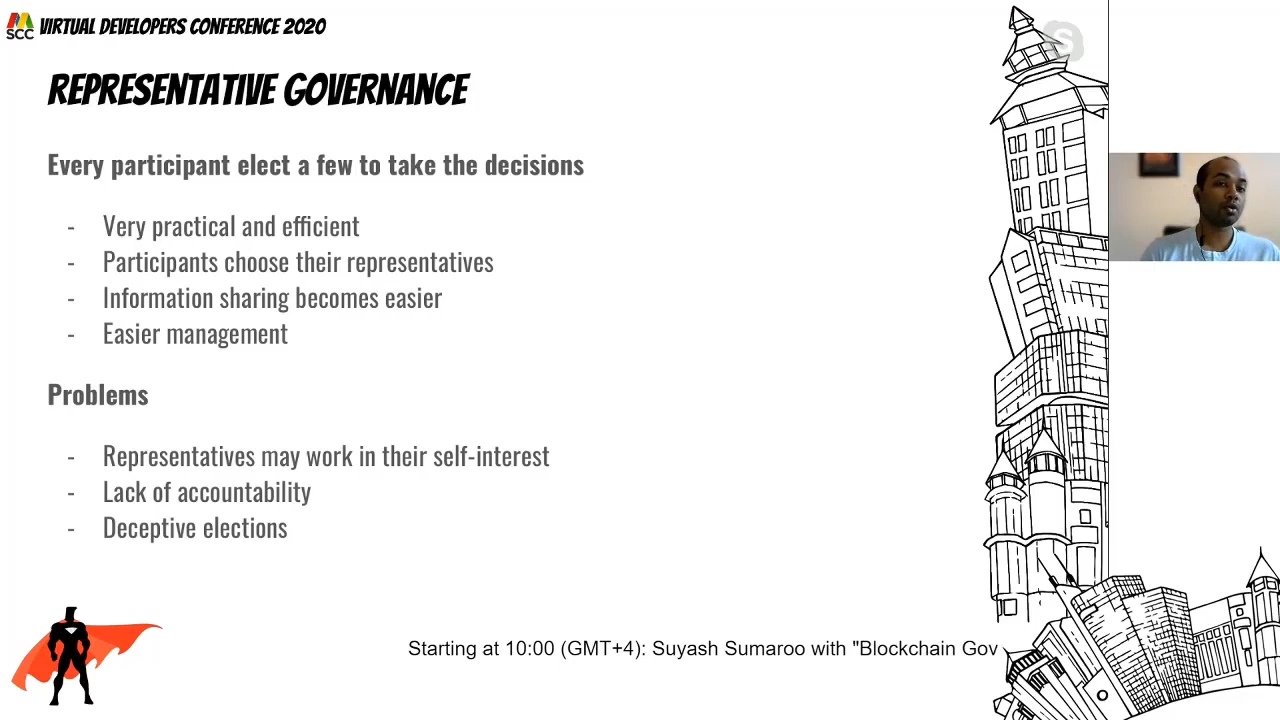 MSCC VIRTUAL DEVELOPERS CONFERENCE 2020
REPRESENTATIVE GOVERNANCE
Every participant elect a few to take the decisions
- Very practical and efficient
- Participants choose their representatives
- Information sharing becomes easier
- Easier management
Problems
- Representatives may work in their self-interest
- Lack of accountability
- Deceptive elections
Starting at 10:00 (GMT+4): Suyash Sumaroo with "Blockchain Gov